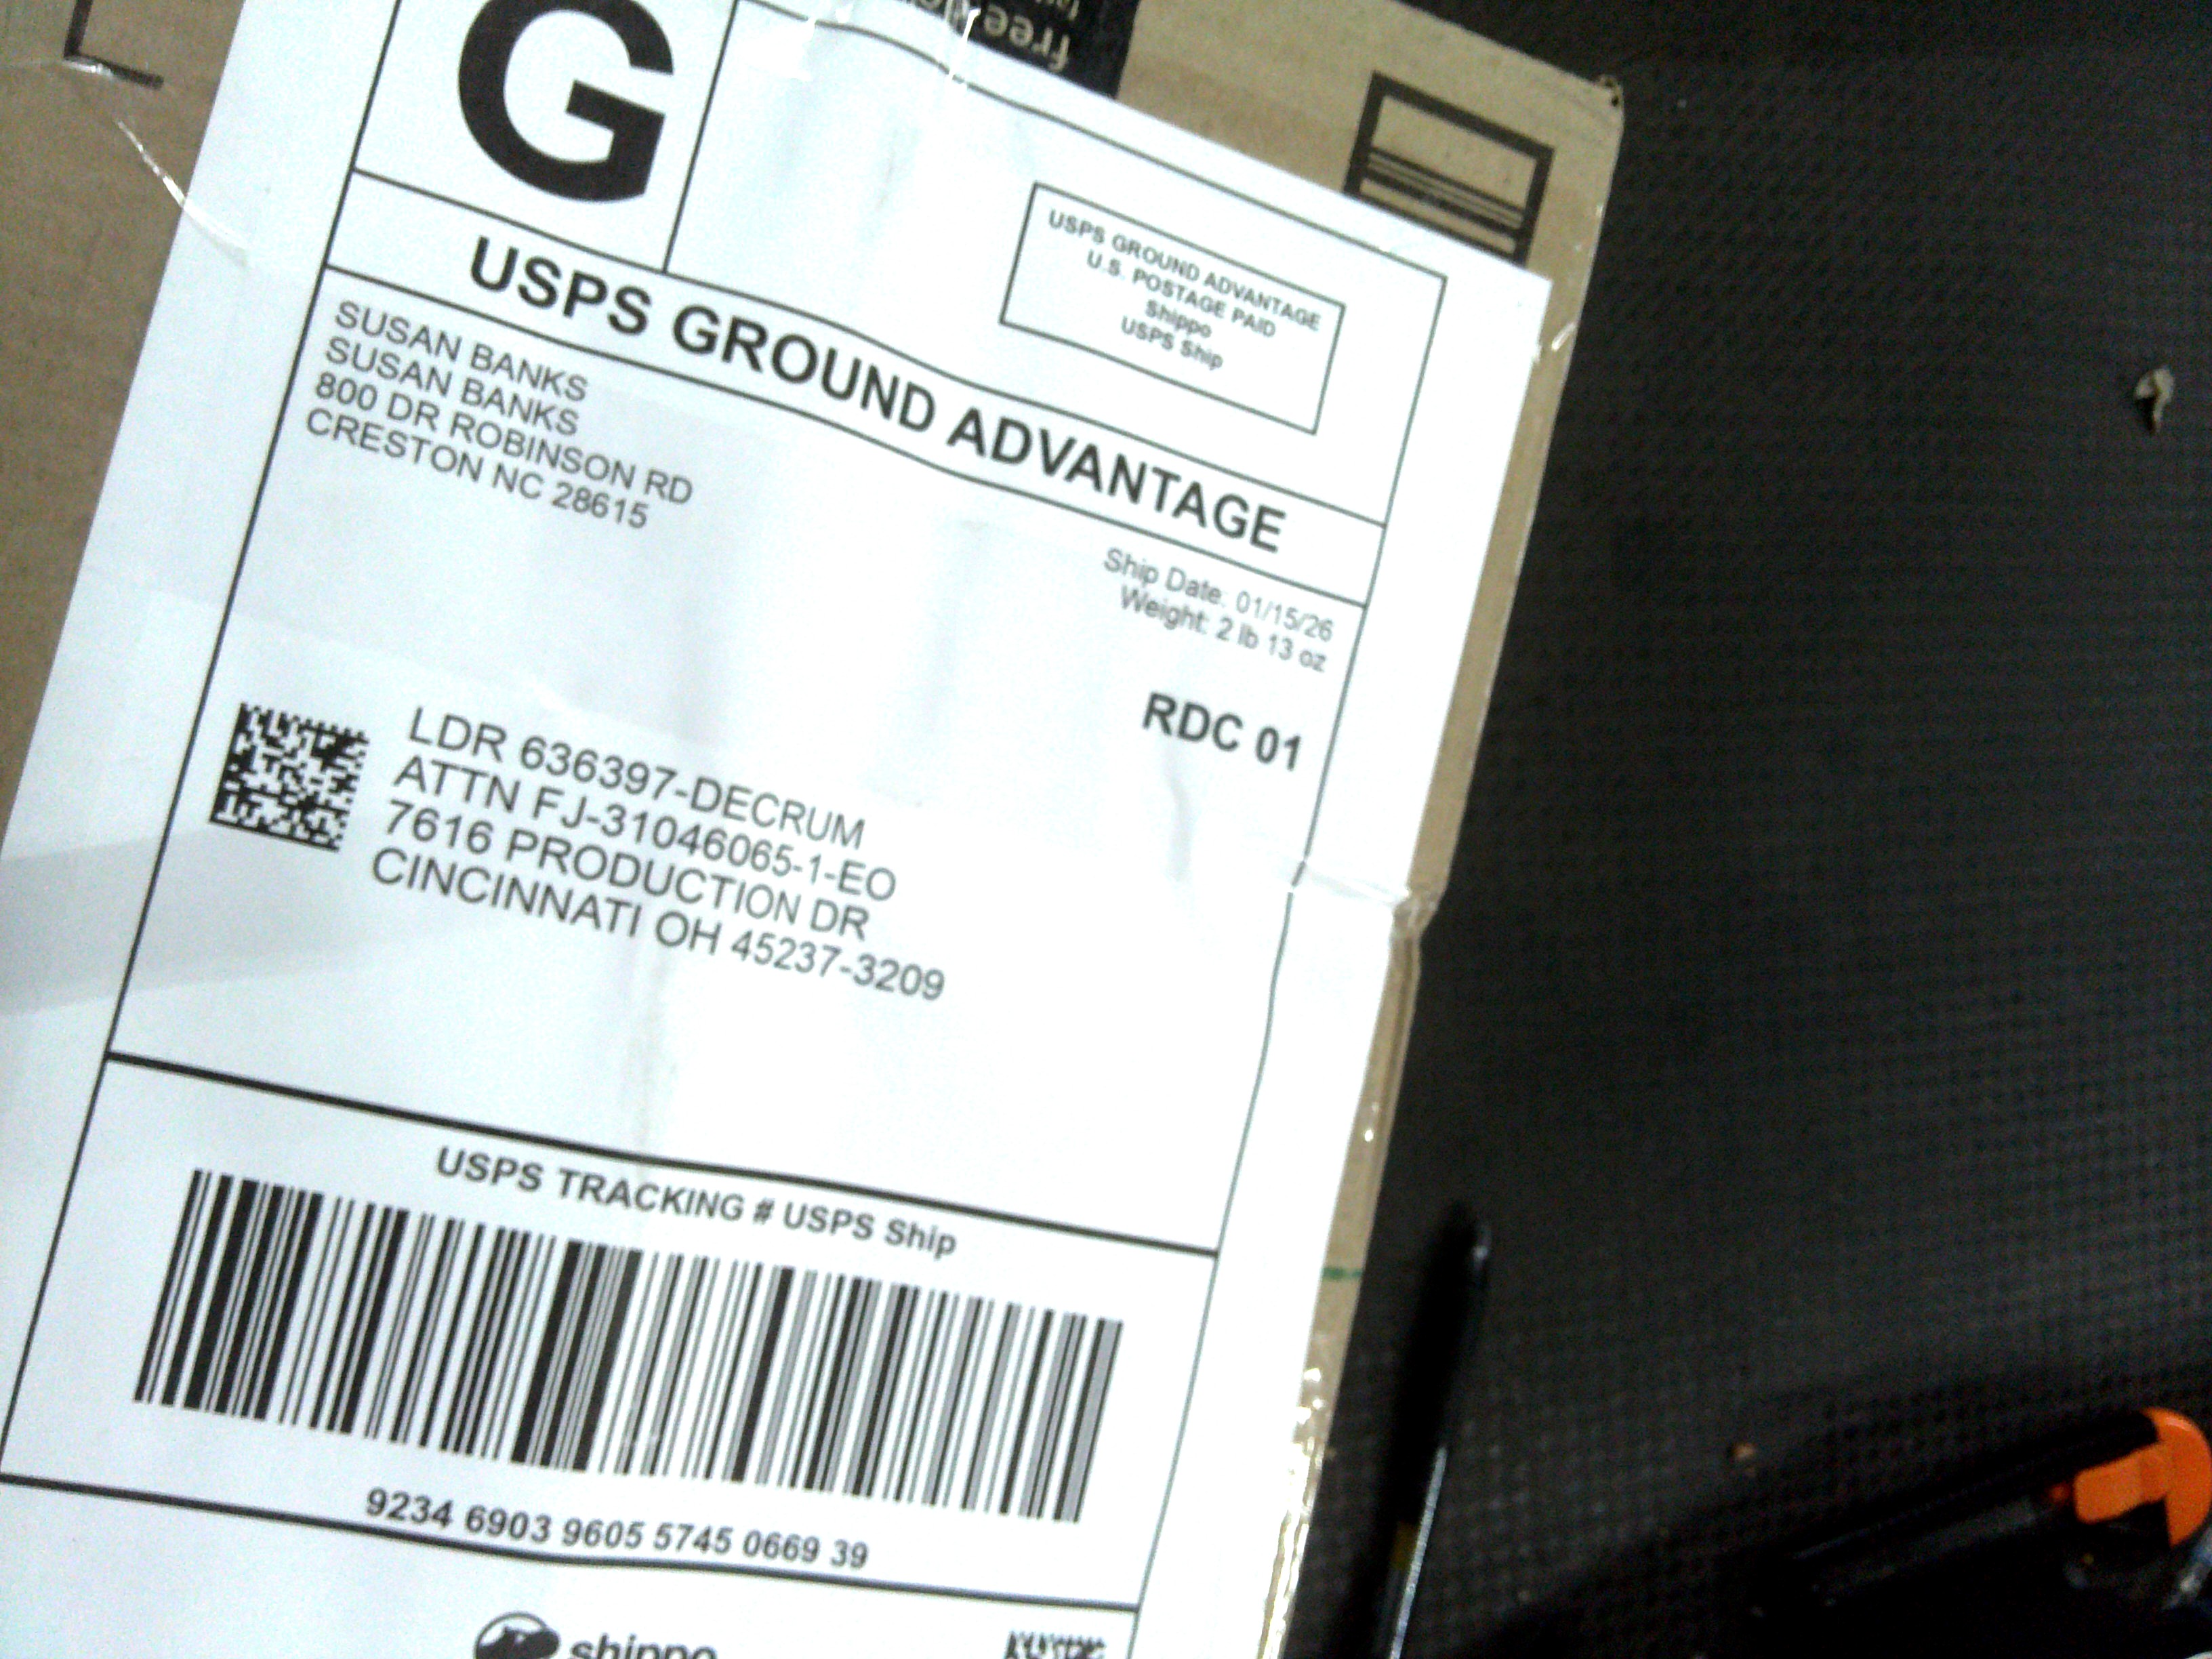 free
G
USPS GROUND ADVANTAGE
U.S. POSTAGE PAID
Shippo
USPS Ship
USPS GROUND ADVANTAGE
SUSAN BANKS
SUSAN BANKS
800 DR ROBINSON RD
CRESTON NC 28615
Ship Date: 01/15/26
Weight: 2 lb 13 oz
RDC 01
LDR 636397-DECRUM
ATTN FJ-31046065-1-EO
7616 PRODUCTION DR
CINCINNATI OH 45237-3209
USPS TRACKING # USPS Ship
9234 6903 9605 5745 0669 39
shippo